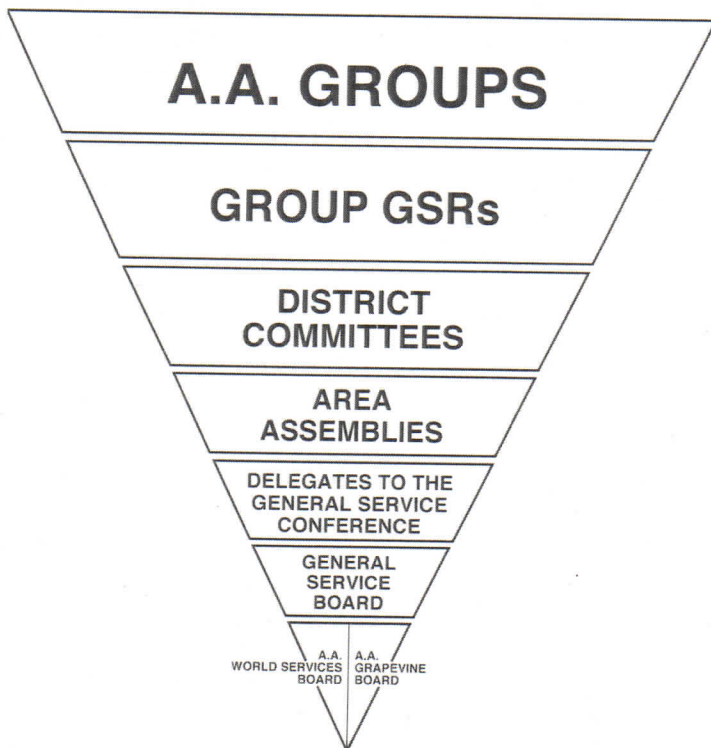 A.A. GROUPS
GROUP GSRs
DISTRICT
COMMITTEES
AREA
ASSEMBLIES
DELEGATES TO THE
GENERAL SERVICE
CONFERENCE
GENERAL
SERVICE
BOARD
A.A.
WORLD SERVICES
BOARD
A.A.
GRAPEVINE
BOARD